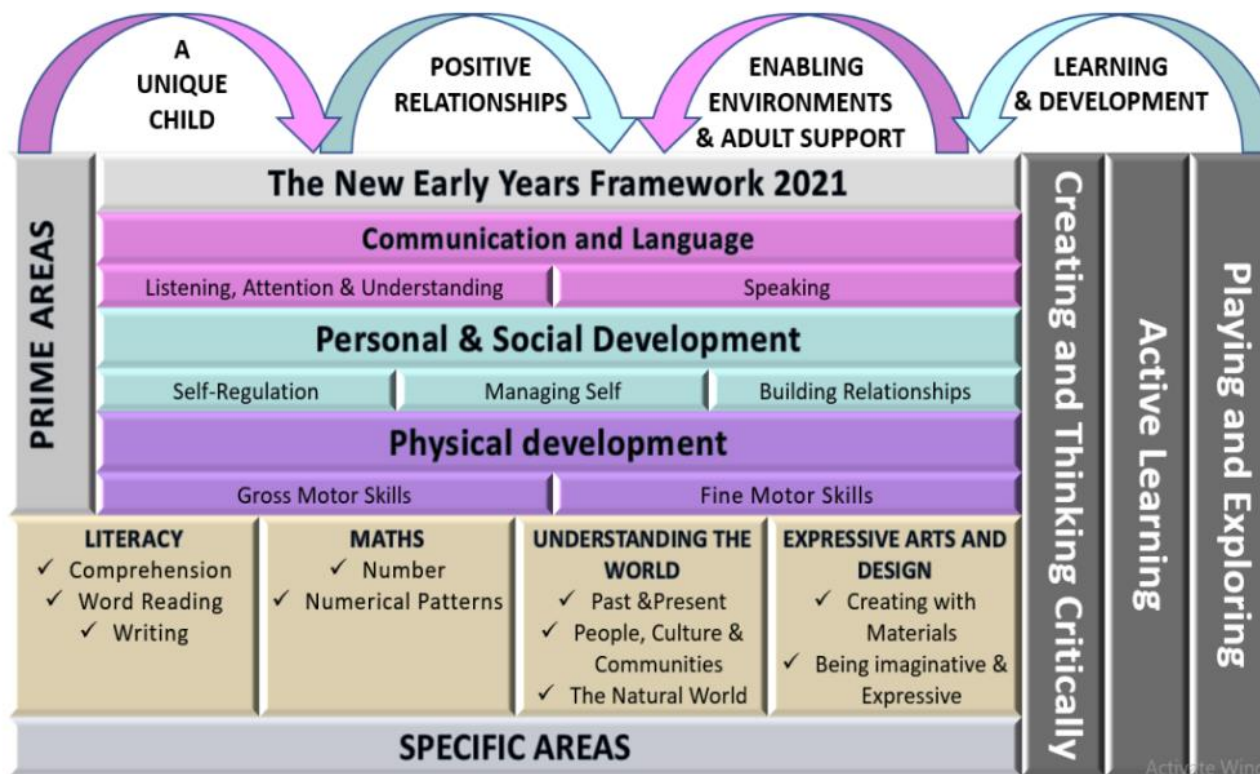 A
UNIQUE
CHILD
POSITIVE
RELATIONSHIPS
ENABLING
ENVIRONMENTS
& ADULT SUPPORT
LEARNING
& DEVELOPMENT
PRIME AREAS
The New Early Years Framework 2021
Communication and Language
Listening, Attention & Understanding
Speaking
Personal & Social Development
Self-Regulation
Managing Self
Building Relationships
Physical development
Gross Motor Skills
Fine Motor Skills
LITERACY
✓ Comprehension
✓ Word Reading
✓ Writing
MATHS
✓ Number
✓ Numerical Patterns
UNDERSTANDING THE
WORLD
✓ Past &Present
✓ People, Culture &
Communities
✓ The Natural World
EXPRESSIVE ARTS AND
DESIGN
✓ Creating with
Materials
✓ Being imaginative &
Expressive
SPECIFIC AREAS
Creating and Thinking Critically
Active Learning
Playing and Exploring
Activate Wind